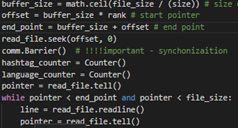 buffer_size = math.ceil(file_size / (size)) # size
offset = buffer_size * rank # start pointer
end_point = buffer_size + offset # end point
read_file.seek(offset, 0)
comm.Barrier() # !!!!important - synchonizaition
hashtag_counter = Counter()
language_counter = Counter()
pointer = read_file.tell()
while pointer < end_point and pointer < file_size:
line = read_file.readline()
pointer = read_file.tell()